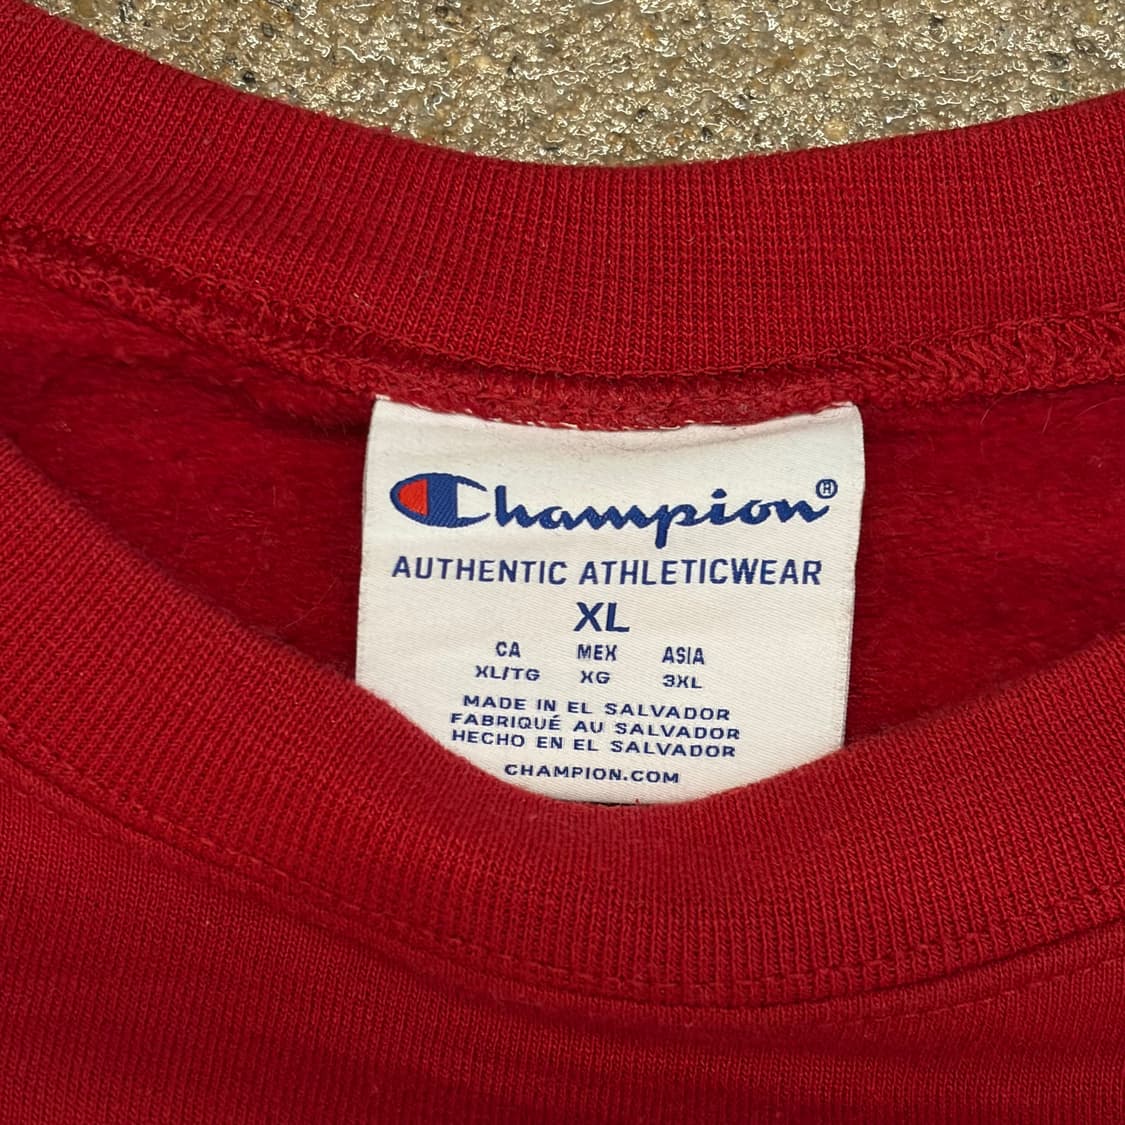 Champion®
AUTHENTIC ATHLETICWEAR
XL
CA MEX ASIA
XL/TG XG 3XL
MADE IN EL SALVADOR
FABRIQUÉ AU SALVADOR
HECHO EN EL SALVADOR
CHAMPION.COM